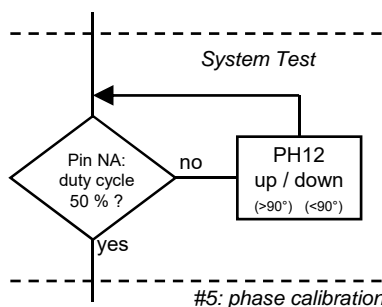 System Test
Pin NA:
duty cycle
50 % ?
no
PH12
up / down
(>90°) (<90°)
yes
#5: phase calibration